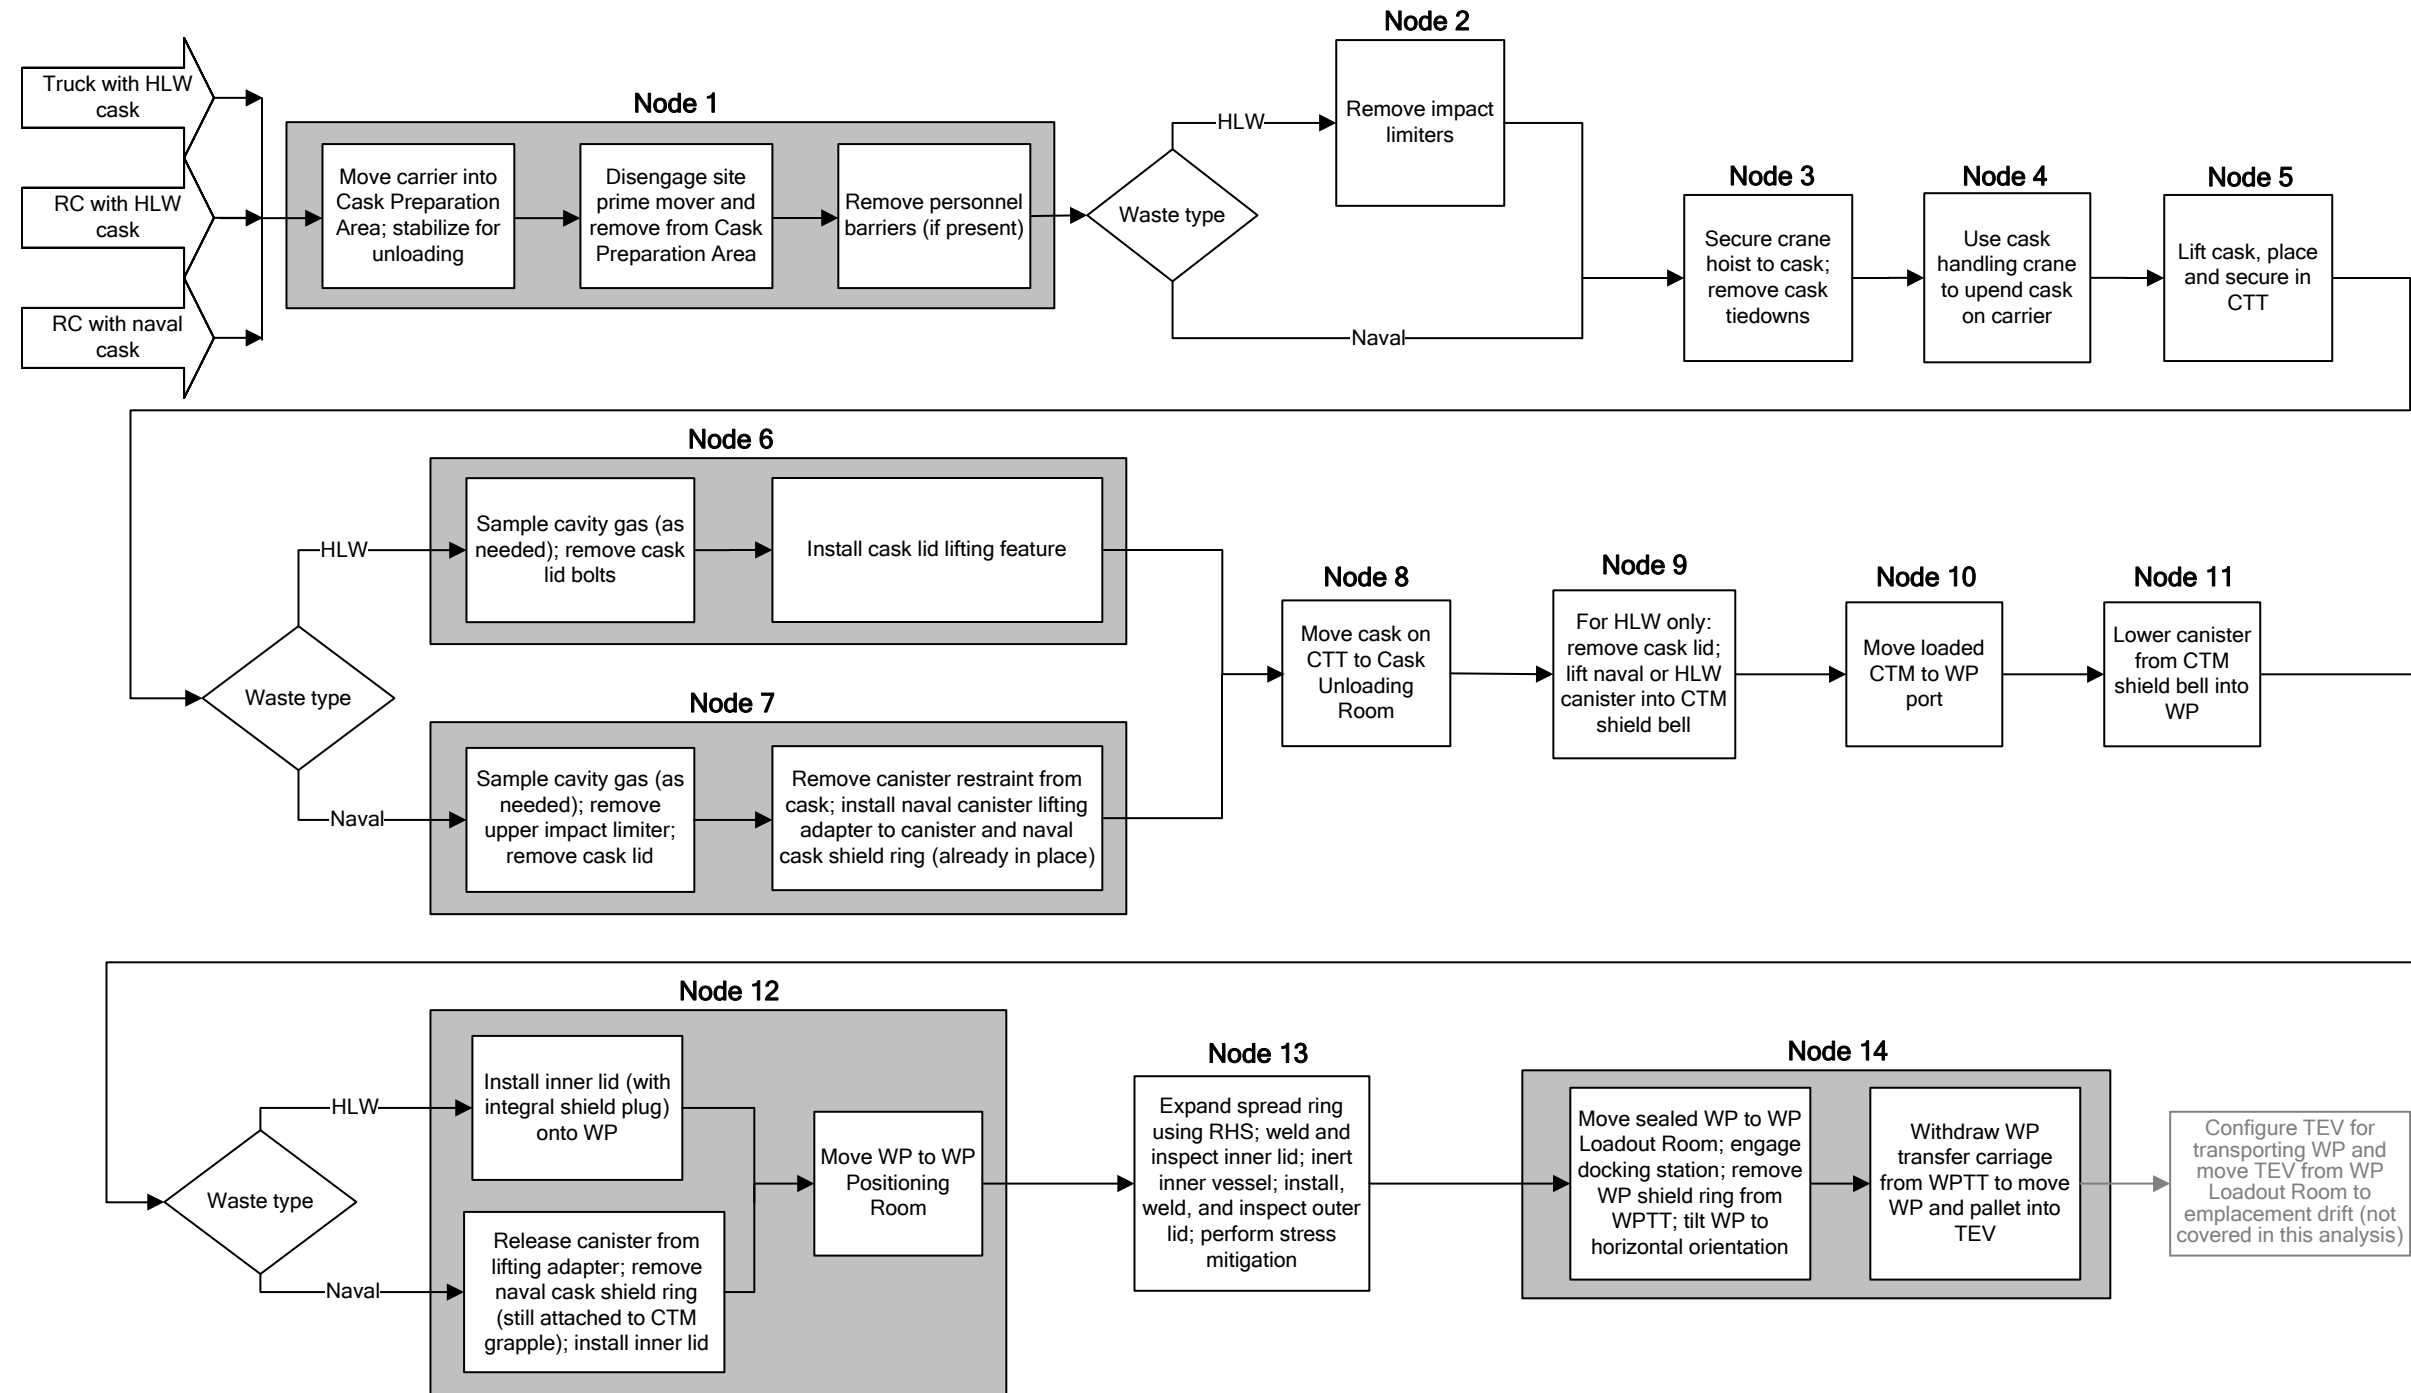 Truck with HLW
cask
RC with HLW
cask
RC with naval
cask
Node 1
Move carrier into
Cask Preparation
Area; stabilize for
unloading
Disengage site
prime mover and
remove from Cask
Preparation Area
Remove personnel
barriers (if present)
Waste type
HLW
Naval
Node 2
Remove impact
limiters
Node 3
Secure crane
hoist to cask;
remove cask
tiedowns
Node 4
Use cask
handling crane
to upend cask
on carrier
Node 5
Lift cask, place
and secure in
CTT
Waste type
HLW
Naval
Node 6
Sample cavity gas (as
needed); remove cask
lid bolts
Install cask lid lifting feature
Node 7
Sample cavity gas (as
needed); remove
upper impact limiter;
remove cask lid
Remove canister restraint from
cask; install naval canister lifting
adapter to canister and naval
cask shield ring (already in place)
Node 8
Move cask on
CTT to Cask
Unloading
Room
Node 9
For HLW only:
remove cask lid;
lift naval or HLW
canister into CTM
shield bell
Node 10
Move loaded
CTM to WP
port
Node 11
Lower canister
from CTM
shield bell into
WP
Waste type
HLW
Naval
Node 12
Install inner lid (with
integral shield plug)
onto WP
Release canister from
lifting adapter; remove
naval cask shield ring
(still attached to CTM
grapple); install inner lid
Move WP to WP
Positioning
Room
Node 13
Expand spread ring
using RHS; weld and
inspect inner lid; inert
inner vessel; install,
weld, and inspect outer
lid; perform stress
mitigation
Node 14
Move sealed WP to WP
Loadout Room; engage
docking station; remove
WP shield ring from
WPTT; tilt WP to
horizontal orientation
Withdraw WP
transfer carriage
from WPTT to move
WP and pallet into
TEV
Configure TEV for
transporting WP and
move TEV from WP
Loadout Room to
emplacement drift (not
covered in this analysis)